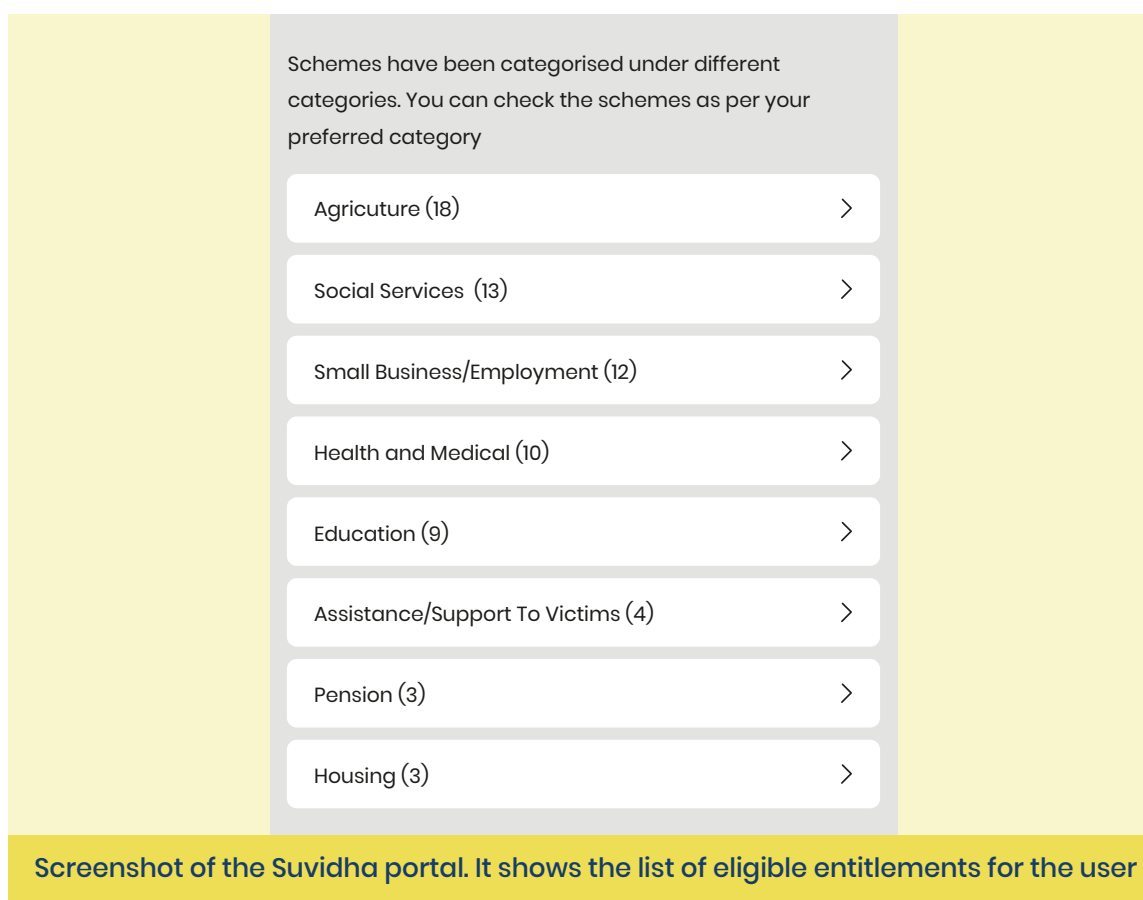 Schemes have been categorised under different
categories. You can check the schemes as per your
preferred category
Agricuture (18)
Social Services (13)
Small Business/Employment (12)
Health and Medical (10)
Education (9)
Assistance/Support To Victims (4)
Pension (3)
Housing (3)
Screenshot of the Suvidha portal. It shows the list of eligible entitlements for the user